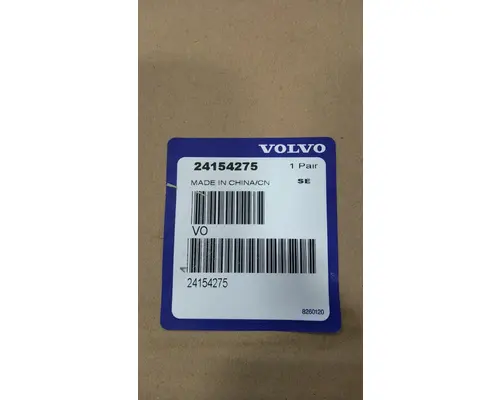 VOLVO
24154275 1 Pair
MADE IN CHINA/CN SE
VO
24154275
8260120